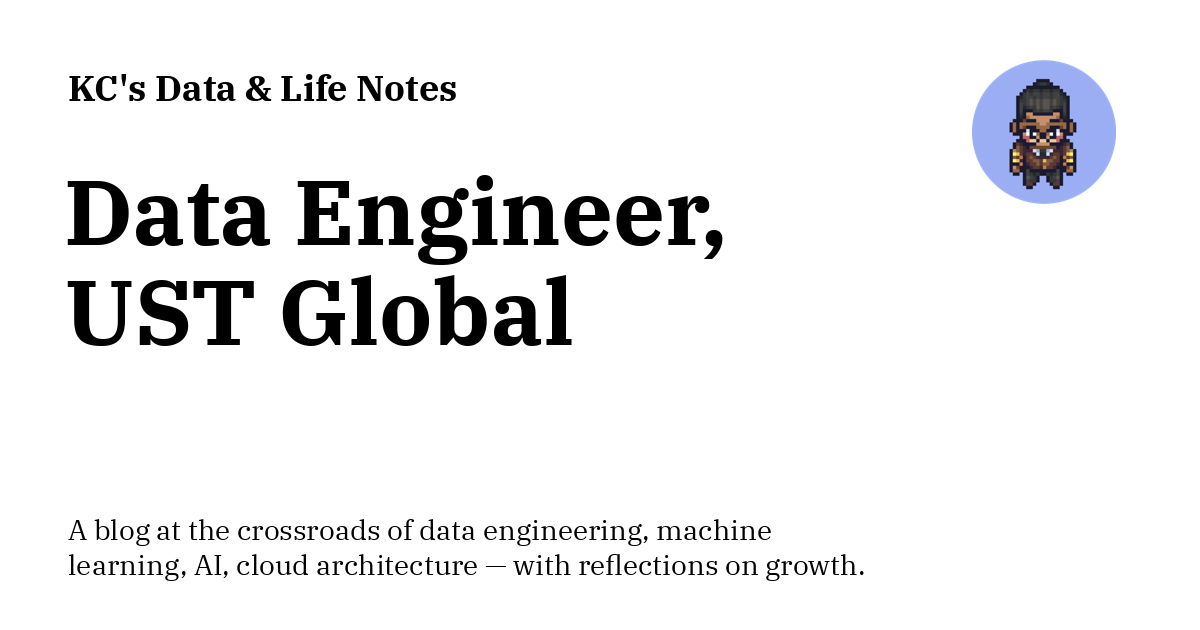 KC's Data & Life Notes
Data Engineer,
UST Global
A blog at the crossroads of data engineering, machine
learning, AI, cloud architecture — with reflections on growth.